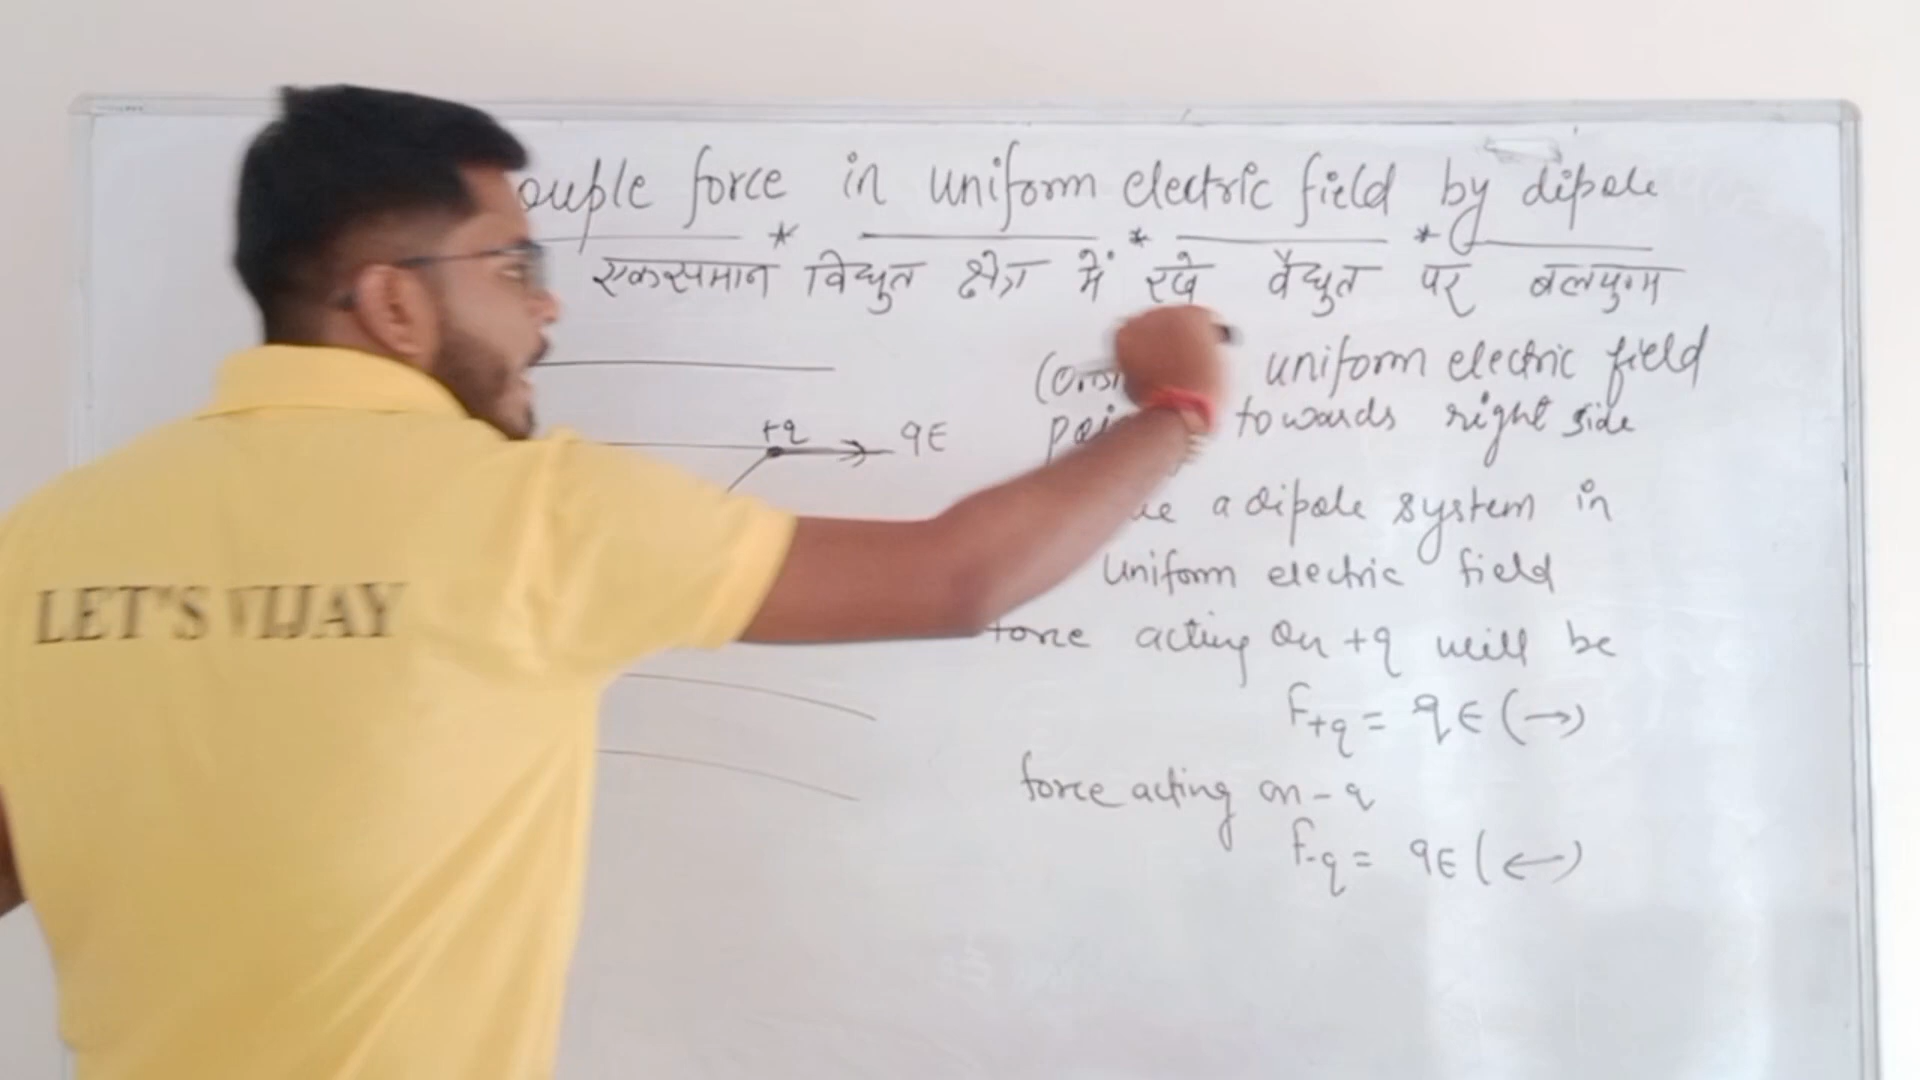 ouple force in uniform electric field by dipole
* * *
एकसमान विद्युत क्षेत्र में रखे वैद्युत पर बलयुग्म
uniform electric field
towards right side
+q
qE
a dipole system in
uniform electric field
force acting on +q will be
F+q = qE (→)
force acting on -q
F-q = qE (←)
LET'S VIJAY